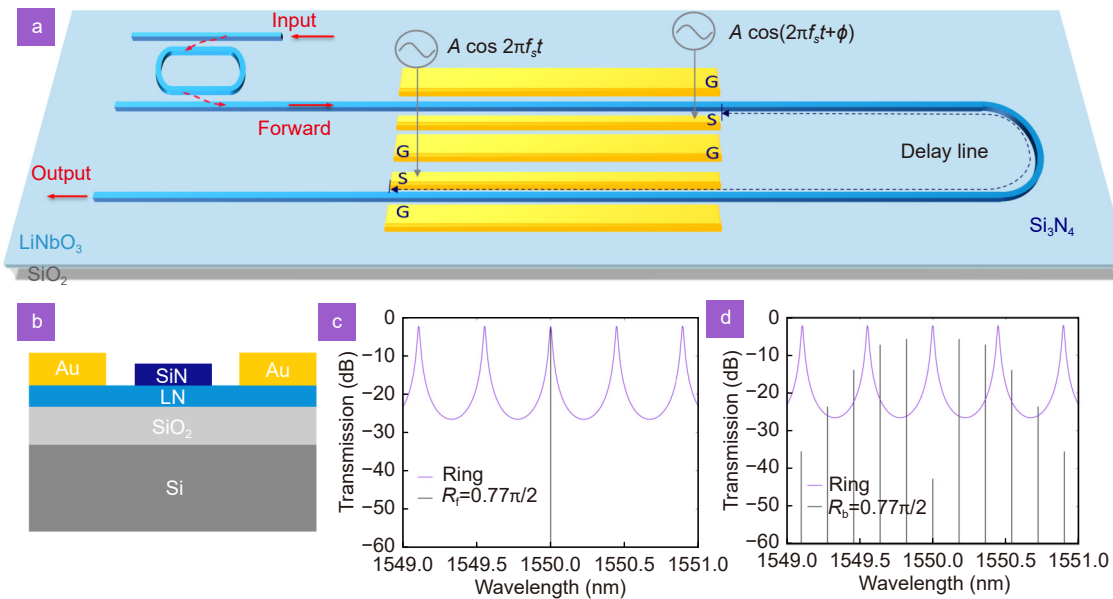 a
Input
A cos 2πfₛt
A cos(2πfₛt+ϕ)
G
Forward
S
G
G
Delay line
Output
S
G
Si₃N₄
LiNbO₃
SiO₂
b
Au
SiN
Au
LN
SiO₂
Si
c
Transmission (dB)
0
−10
−20
−30
−40
−50
−60
Ring
R_f=0.77π/2
1549.0 1549.5 1550.0 1550.5 1551.0
Wavelength (nm)
d
Transmission (dB)
0
−10
−20
−30
−40
−50
−60
Ring
R_b=0.77π/2
1549.0 1549.5 1550.0 1550.5 1551.0
Wavelength (nm)